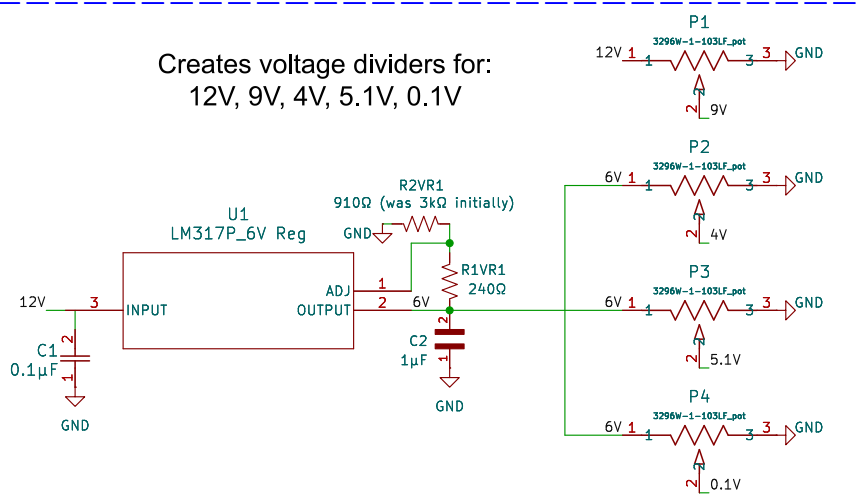 Creates voltage dividers for:
12V, 9V, 4V, 5.1V, 0.1V
P1
3296W-1-103LF_pot
12V 1 1 3 3 GND
2 2 9V
P2
3296W-1-103LF_pot
6V 1 1 3 3 GND
2 2 4V
R2VR1
910Ω (was 3kΩ initially)
GND
U1
LM317P_6V Reg
R1VR1
240Ω
ADJ 1
12V 3 INPUT
OUTPUT 2 6V
P3
3296W-1-103LF_pot
6V 1 1 3 3 GND
2 2 5.1V
C1
0.1µF
2
1
GND
C2
1µF
2
1
GND
P4
3296W-1-103LF_pot
6V 1 1 3 3 GND
2 2 0.1V